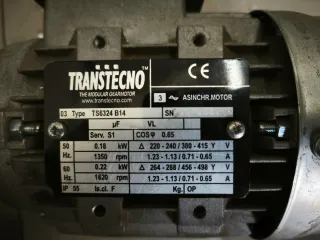 TRANSTECNO
THE MODULAR GEARMOTOR
www.transtecno.com
CE
3 ~ ASINCHR.MOTOR
03 Type TS6324 B14 SN
µF VL
Serv. S1 COSφ 0.65
50 Hz. 0.18 kW Δ 220-240 / 380-415 Y V
1350 rpm 1.23-1.13 / 0.71-0.65 A
60 Hz. 0.22 kW Δ 264-288 / 456-498 Y V
1620 rpm 1.23-1.13 / 0.71-0.65 A
IP 55 Is.cl. F Kg. OP